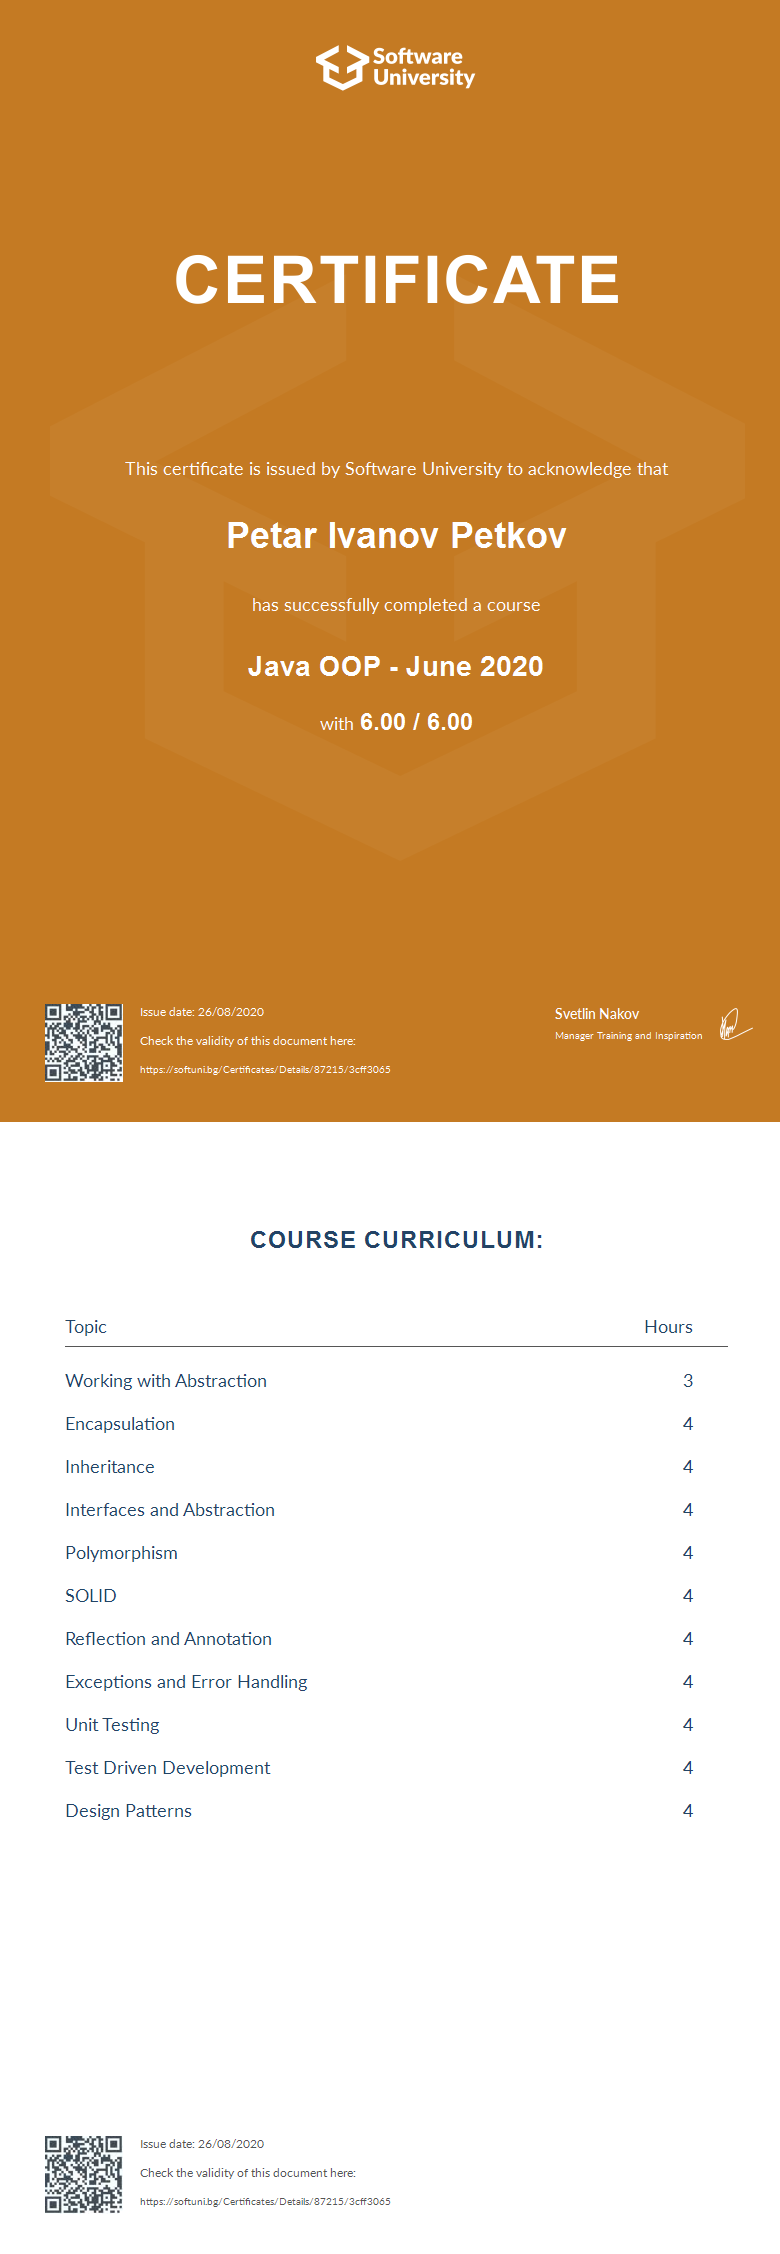 Software
University
CERTIFICATE
This certificate is issued by Software University to acknowledge that
Petar Ivanov Petkov
has successfully completed a course
Java OOP - June 2020
with 6.00 / 6.00
Issue date: 26/08/2020
Check the validity of this document here:
https://softuni.bg/Certificates/Details/87215/3cff3065
Svetlin Nakov
Manager Training and Inspiration
COURSE CURRICULUM:
Topic Hours
Working with Abstraction 3
Encapsulation 4
Inheritance 4
Interfaces and Abstraction 4
Polymorphism 4
SOLID 4
Reflection and Annotation 4
Exceptions and Error Handling 4
Unit Testing 4
Test Driven Development 4
Design Patterns 4
Issue date: 26/08/2020
Check the validity of this document here:
https://softuni.bg/Certificates/Details/87215/3cff3065